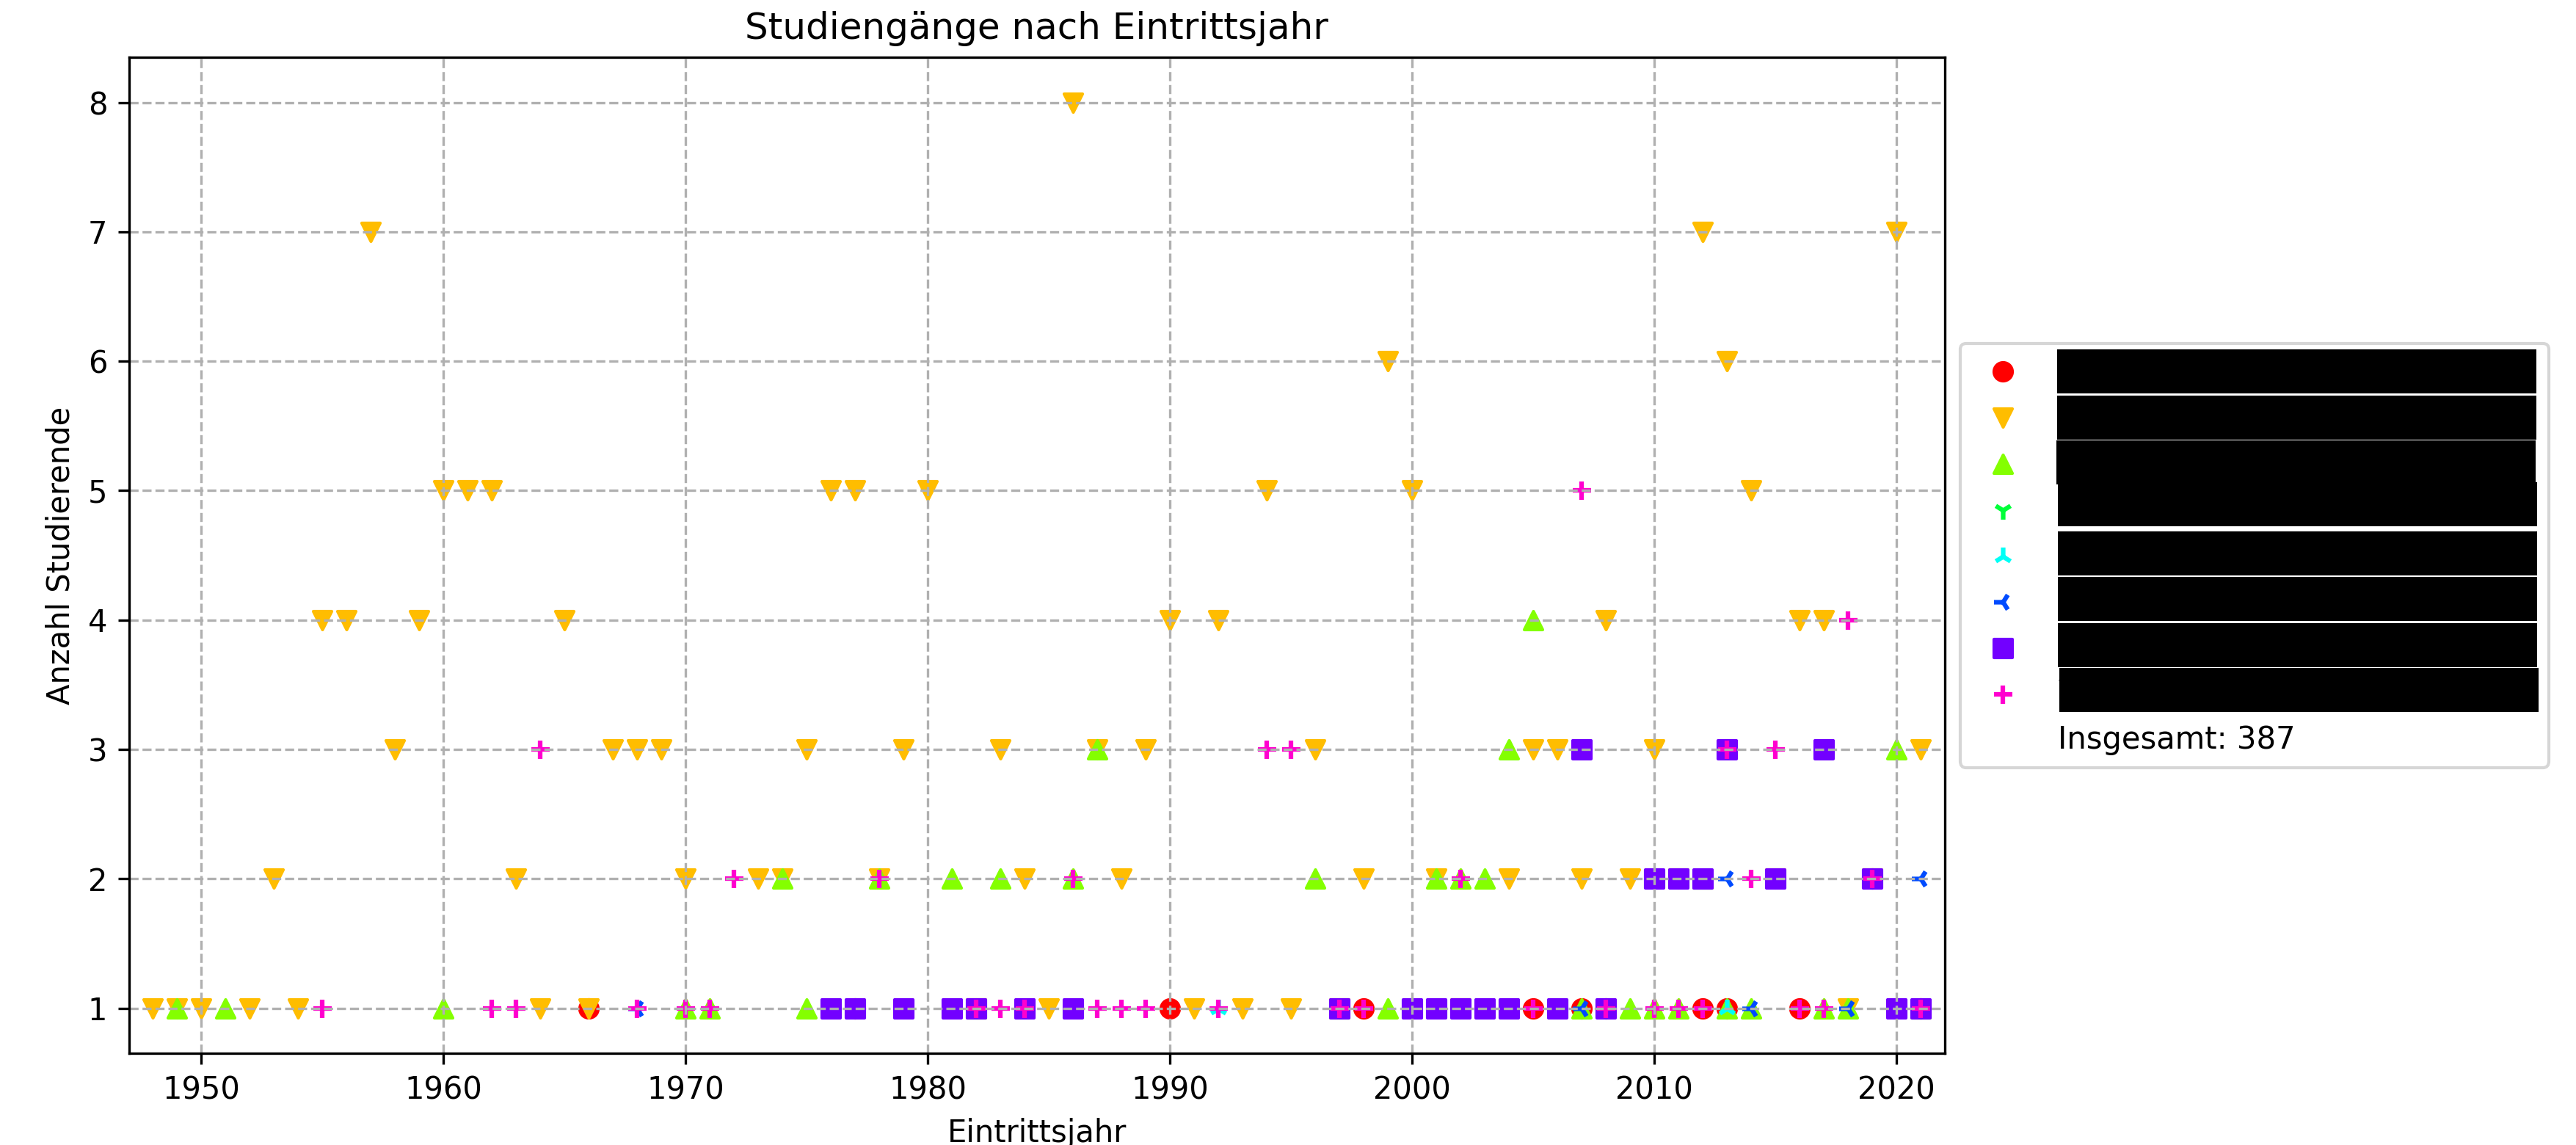 Studiengänge nach Eintrittsjahr
8
7
6
5
4
3
2
1
Anzahl Studierende
1950 1960 1970 1980 1990 2000 2010 2020
Eintrittsjahr
Insgesamt: 387